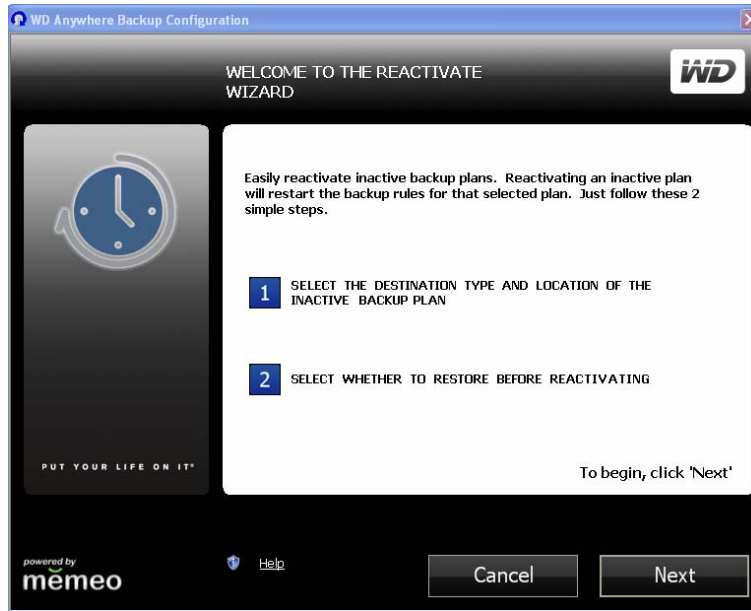 WD Anywhere Backup Configuration
WELCOME TO THE REACTIVATE
WIZARD
WD
Easily reactivate inactive backup plans. Reactivating an inactive plan
will restart the backup rules for that selected plan. Just follow these 2
simple steps.
1 SELECT THE DESTINATION TYPE AND LOCATION OF THE
INACTIVE BACKUP PLAN
2 SELECT WHETHER TO RESTORE BEFORE REACTIVATING
PUT YOUR LIFE ON IT®
To begin, click 'Next'
powered by
memeo
Help
Cancel
Next